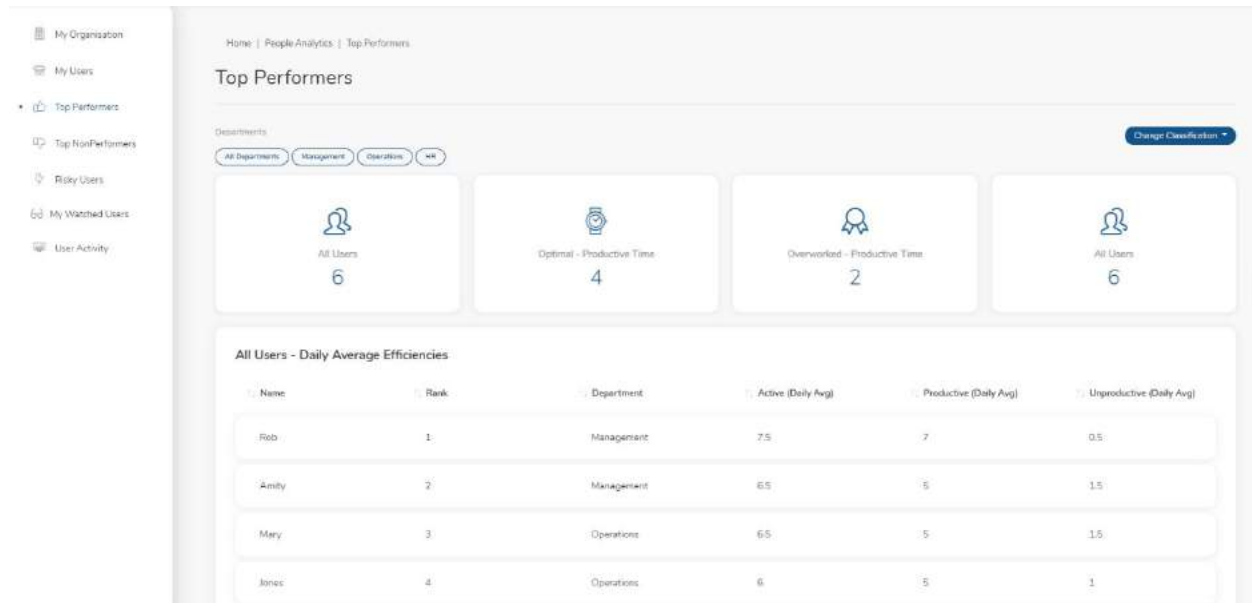 My Organisation
My Users
Top Performers
Top NonPerformers
Risky Users
My Watched Users
User Activity
Home | People Analytics | Top Performers
Top Performers
Departments
All Departments Management Operations HR
Change Classification
All Users
6
Optimal - Productive Time
4
Overworked - Productive Time
2
All Users
6
All Users - Daily Average Efficiencies
Name Rank Department Active (Daily Avg) Productive (Daily Avg) Unproductive (Daily Avg)
Rob 1 Management 7.5 7 0.5
Amity 2 Management 6.5 5 1.5
Mary 3 Operations 6.5 5 1.5
Jones 4 Operations 6 5 1